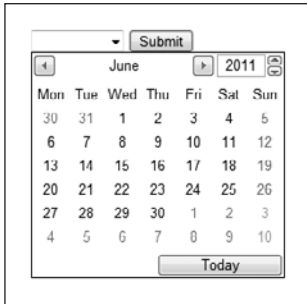 Submit
June 2011
Mon Tue Wed Thu Fri Sat Sun
30 31 1 2 3 4 5
6 7 8 9 10 11 12
13 14 15 16 17 18 19
20 21 22 23 24 25 26
27 28 29 30 1 2 3
4 5 6 7 8 9 10
Today